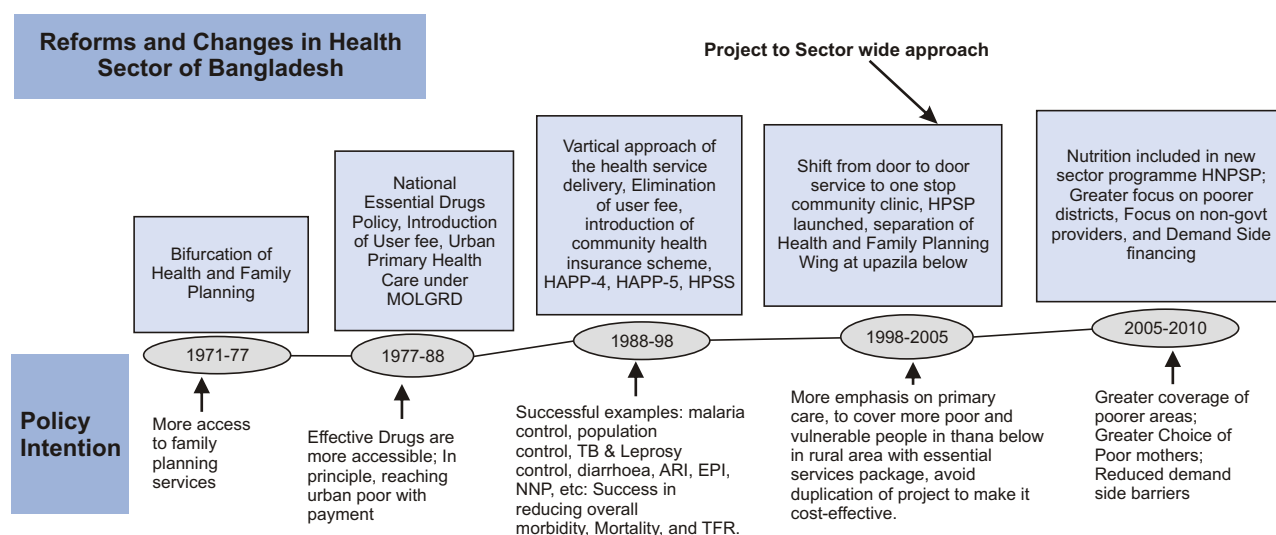 Reforms and Changes in Health
Sector of Bangladesh
Project to Sector wide approach
Bifurcation of
Health and Family
Planning
National
Essential Drugs
Policy, Introduction
of User fee, Urban
Primary Health
Care under
MOLGRD
Vartical approach of
the health service
delivery, Elimination
of user fee,
introduction of
community health
insurance scheme,
HAPP-4, HAPP-5, HPSS
Shift from door to door
service to one stop
community clinic, HPSP
launched, separation of
Health and Family Planning
Wing at upazila below
Nutrition included in new
sector programme HNPSP;
Greater focus on poorer
districts, Focus on non-govt
providers, and Demand Side
financing
1971-77
1977-88
1988-98
1998-2005
2005-2010
Policy
Intention
More access
to family
planning
services
Effective Drugs are
more accessible; In
principle, reaching
urban poor with
payment
Successful examples: malaria
control, population
control, TB & Leprosy
control, diarrhoea, ARI, EPI,
NNP, etc: Success in
reducing overall
morbidity, Mortality, and TFR.
More emphasis on primary
care, to cover more poor and
vulnerable people in thana below
in rural area with essential
services package, avoid
duplication of project to make it
cost-effective.
Greater coverage of
poorer areas;
Greater Choice of
Poor mothers;
Reduced demand
side barriers